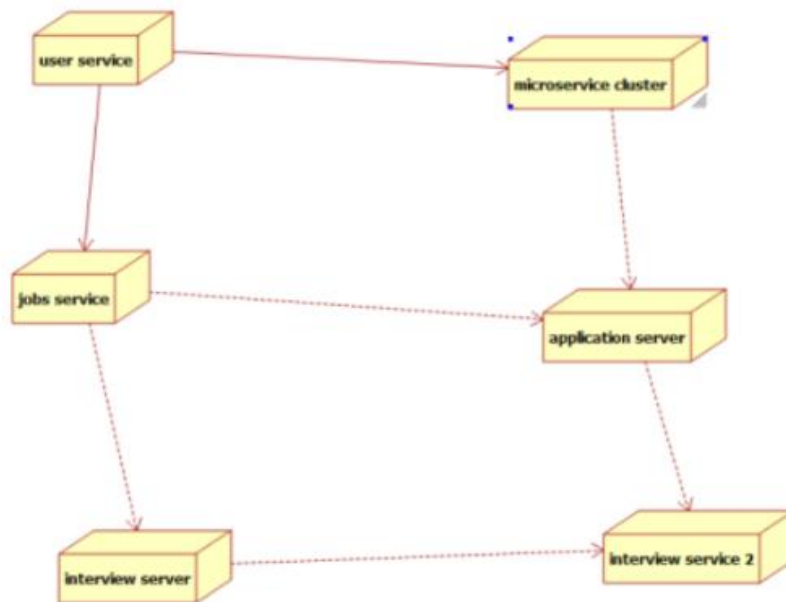 user service
microservice cluster
jobs service
application server
interview server
interview service 2